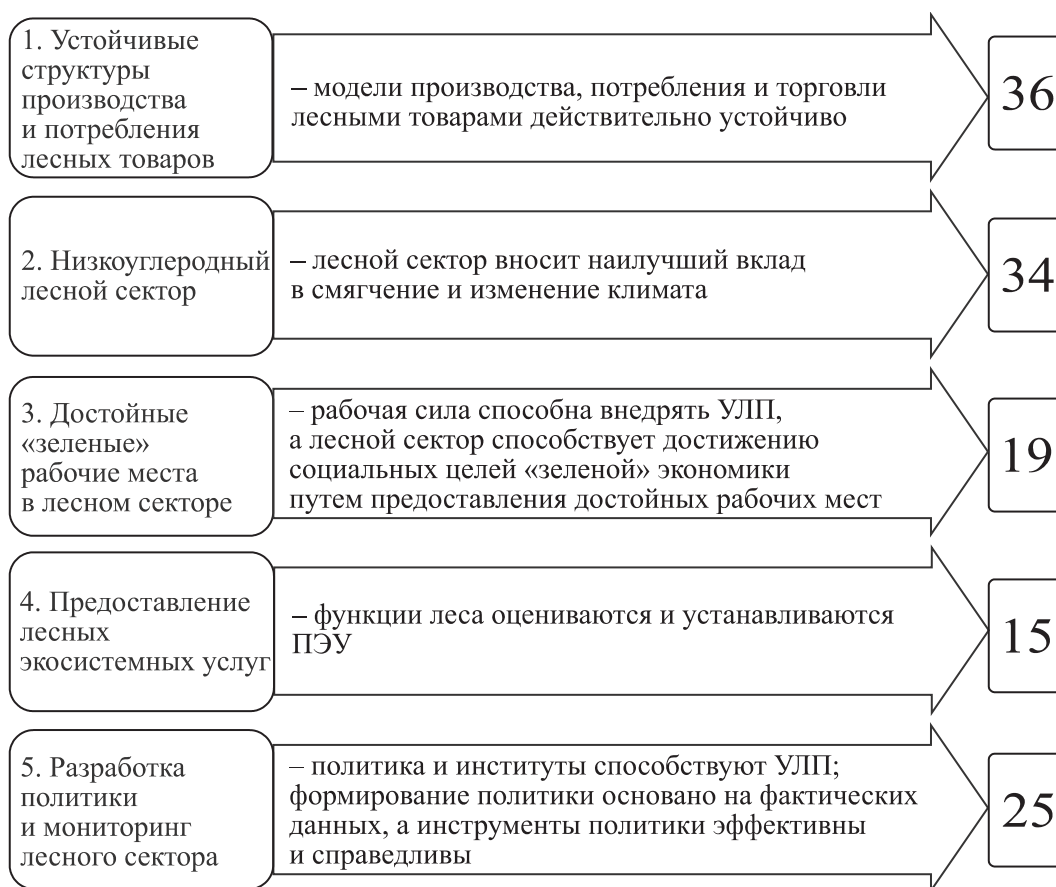 1. Устойчивые
структуры
производства
и потребления
лесных товаров
– модели производства, потребления и торговли
лесными товарами действительно устойчиво
36
2. Низкоуглеродный
лесной сектор
– лесной сектор вносит наилучший вклад
в смягчение и изменение климата
34
3. Достойные
«зеленые»
рабочие места
в лесном секторе
– рабочая сила способна внедрять УЛП,
а лесной сектор способствует достижению
социальных целей «зеленой» экономики
путем предоставления достойных рабочих мест
19
4. Предоставление
лесных
экосистемных услуг
– функции леса оцениваются и устанавливаются
ПЭУ
15
5. Разработка
политики
и мониторинг
лесного сектора
– политика и институты способствуют УЛП;
формирование политики основано на фактических
данных, а инструменты политики эффективны
и справедливы
25